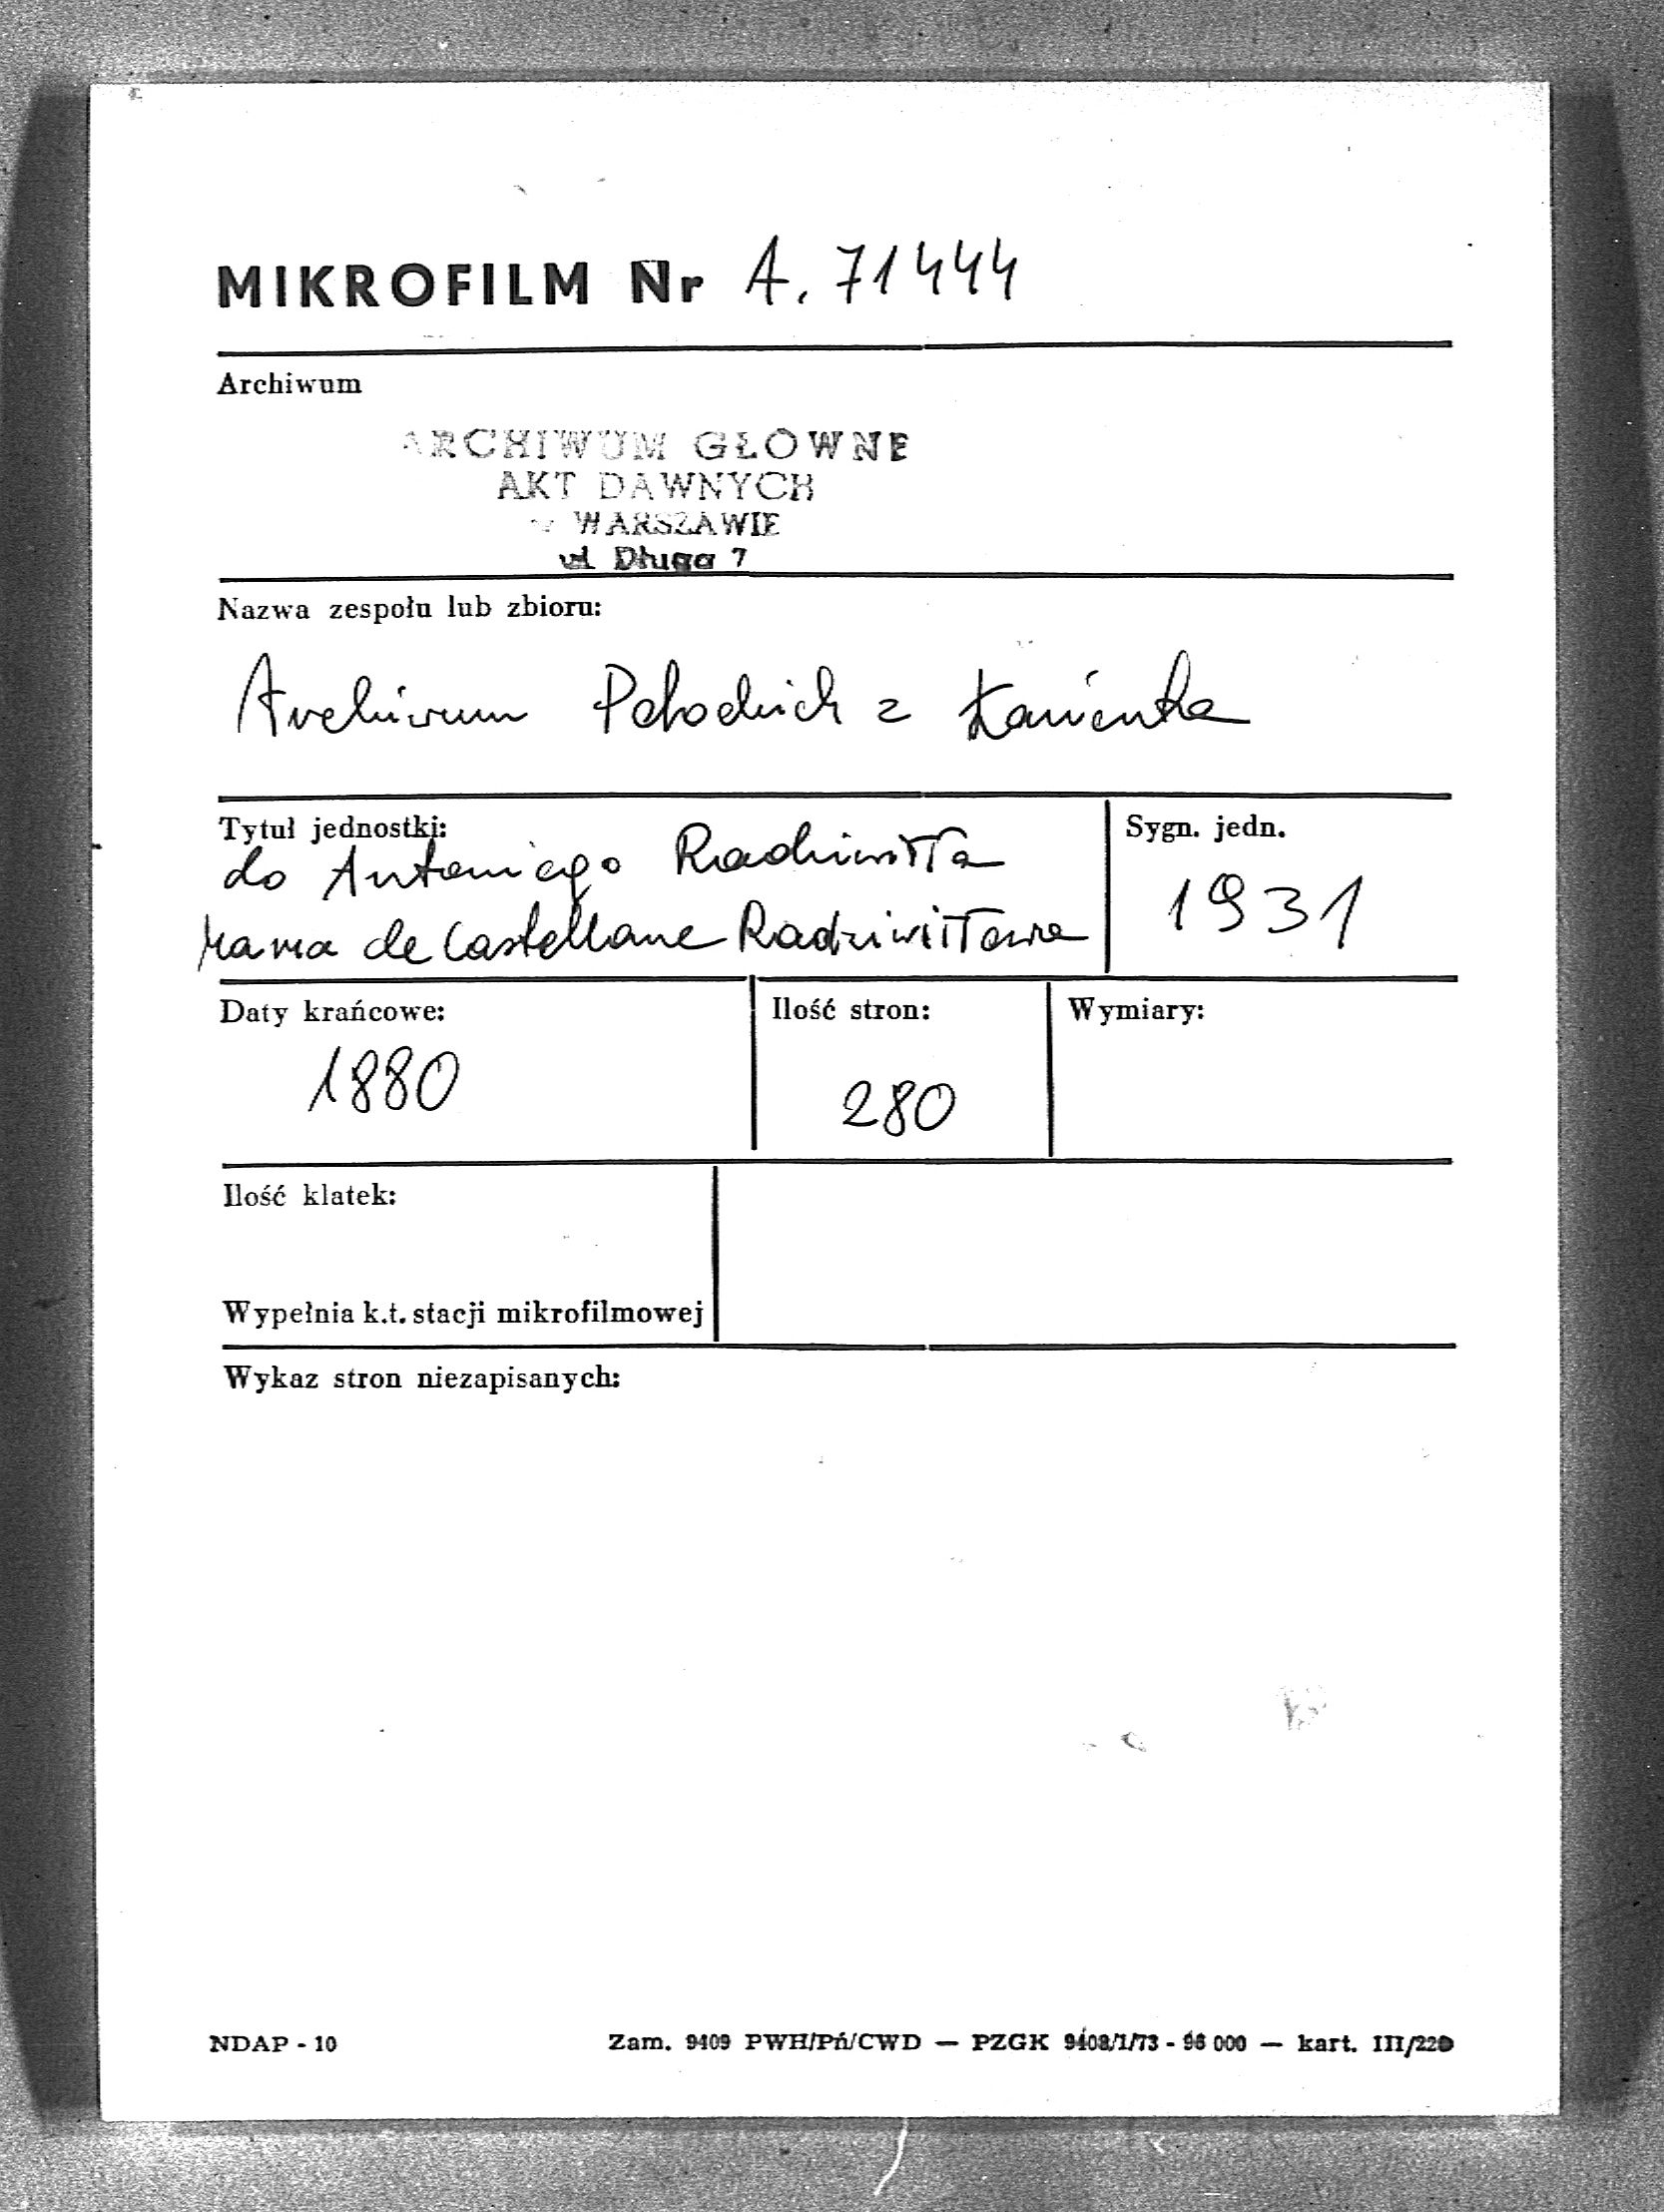 MIKROFILM Nr A. 71444
Archiwum
ARCHIWUM GŁÓWNE
AKT DAWNYCH
w WARSZAWIE
ul. Długa 7
Nazwa zespołu lub zbioru:
Archiwum Potockich z Łańcuta
Tytuł jednostki:
do Antoniego Radziwiłła
Maria de Castellane Radziwiłłowa
Sygn. jedn.
1931
Daty krańcowe:
1880
Ilość stron:
280
Wymiary:
Ilość klatek:
Wypełnia k.t. stacji mikrofilmowej
Wykaz stron niezapisanych:
NDAP - 10
Zam. 9409 PWH/Pń/CWD — PZGK 9408/1/73 - 96 000 — kart. III/220